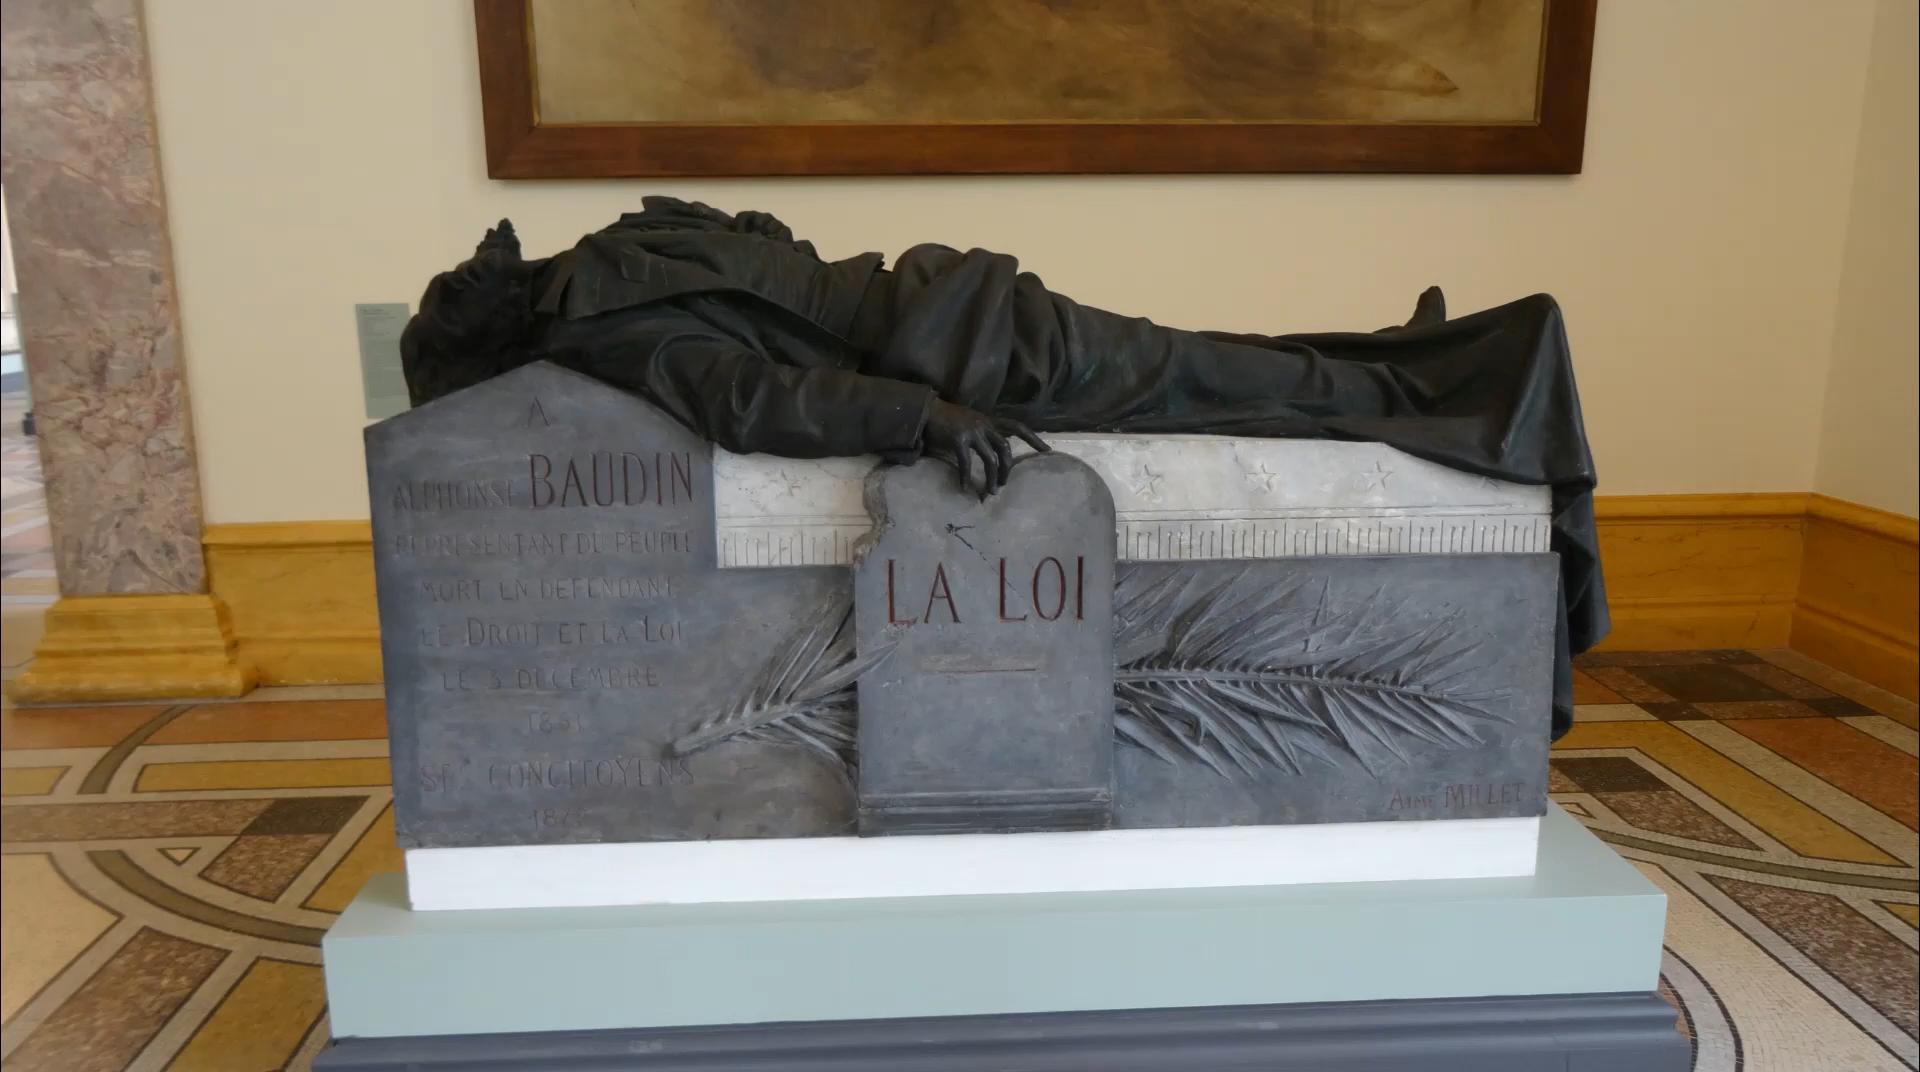 A
ALPHONSE BAUDIN
REPRESENTANT DU PEUPLE
MORT EN DEFENDANT
LE DROIT ET LA LOI
LE 3 DECEMBRE
1851
SES CONCITOYENS
LA LOI
AIMÉ MILLET